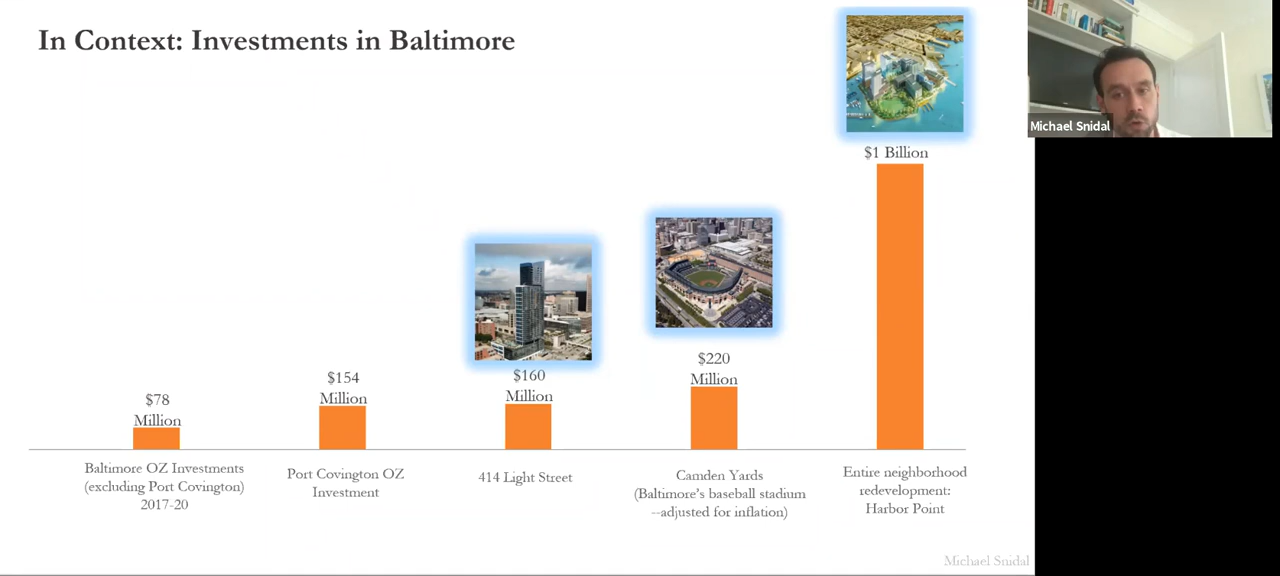 In Context: Investments in Baltimore
Michael Snidal
$1 Billion
$220
Million
$160
Million
$154
Million
$78
Million
Baltimore OZ Investments
(excluding Port Covington)
2017-20
Port Covington OZ
Investment
414 Light Street
Camden Yards
(Baltimore's baseball stadium
--adjusted for inflation)
Entire neighborhood
redevelopment:
Harbor Point
Michael Snidal